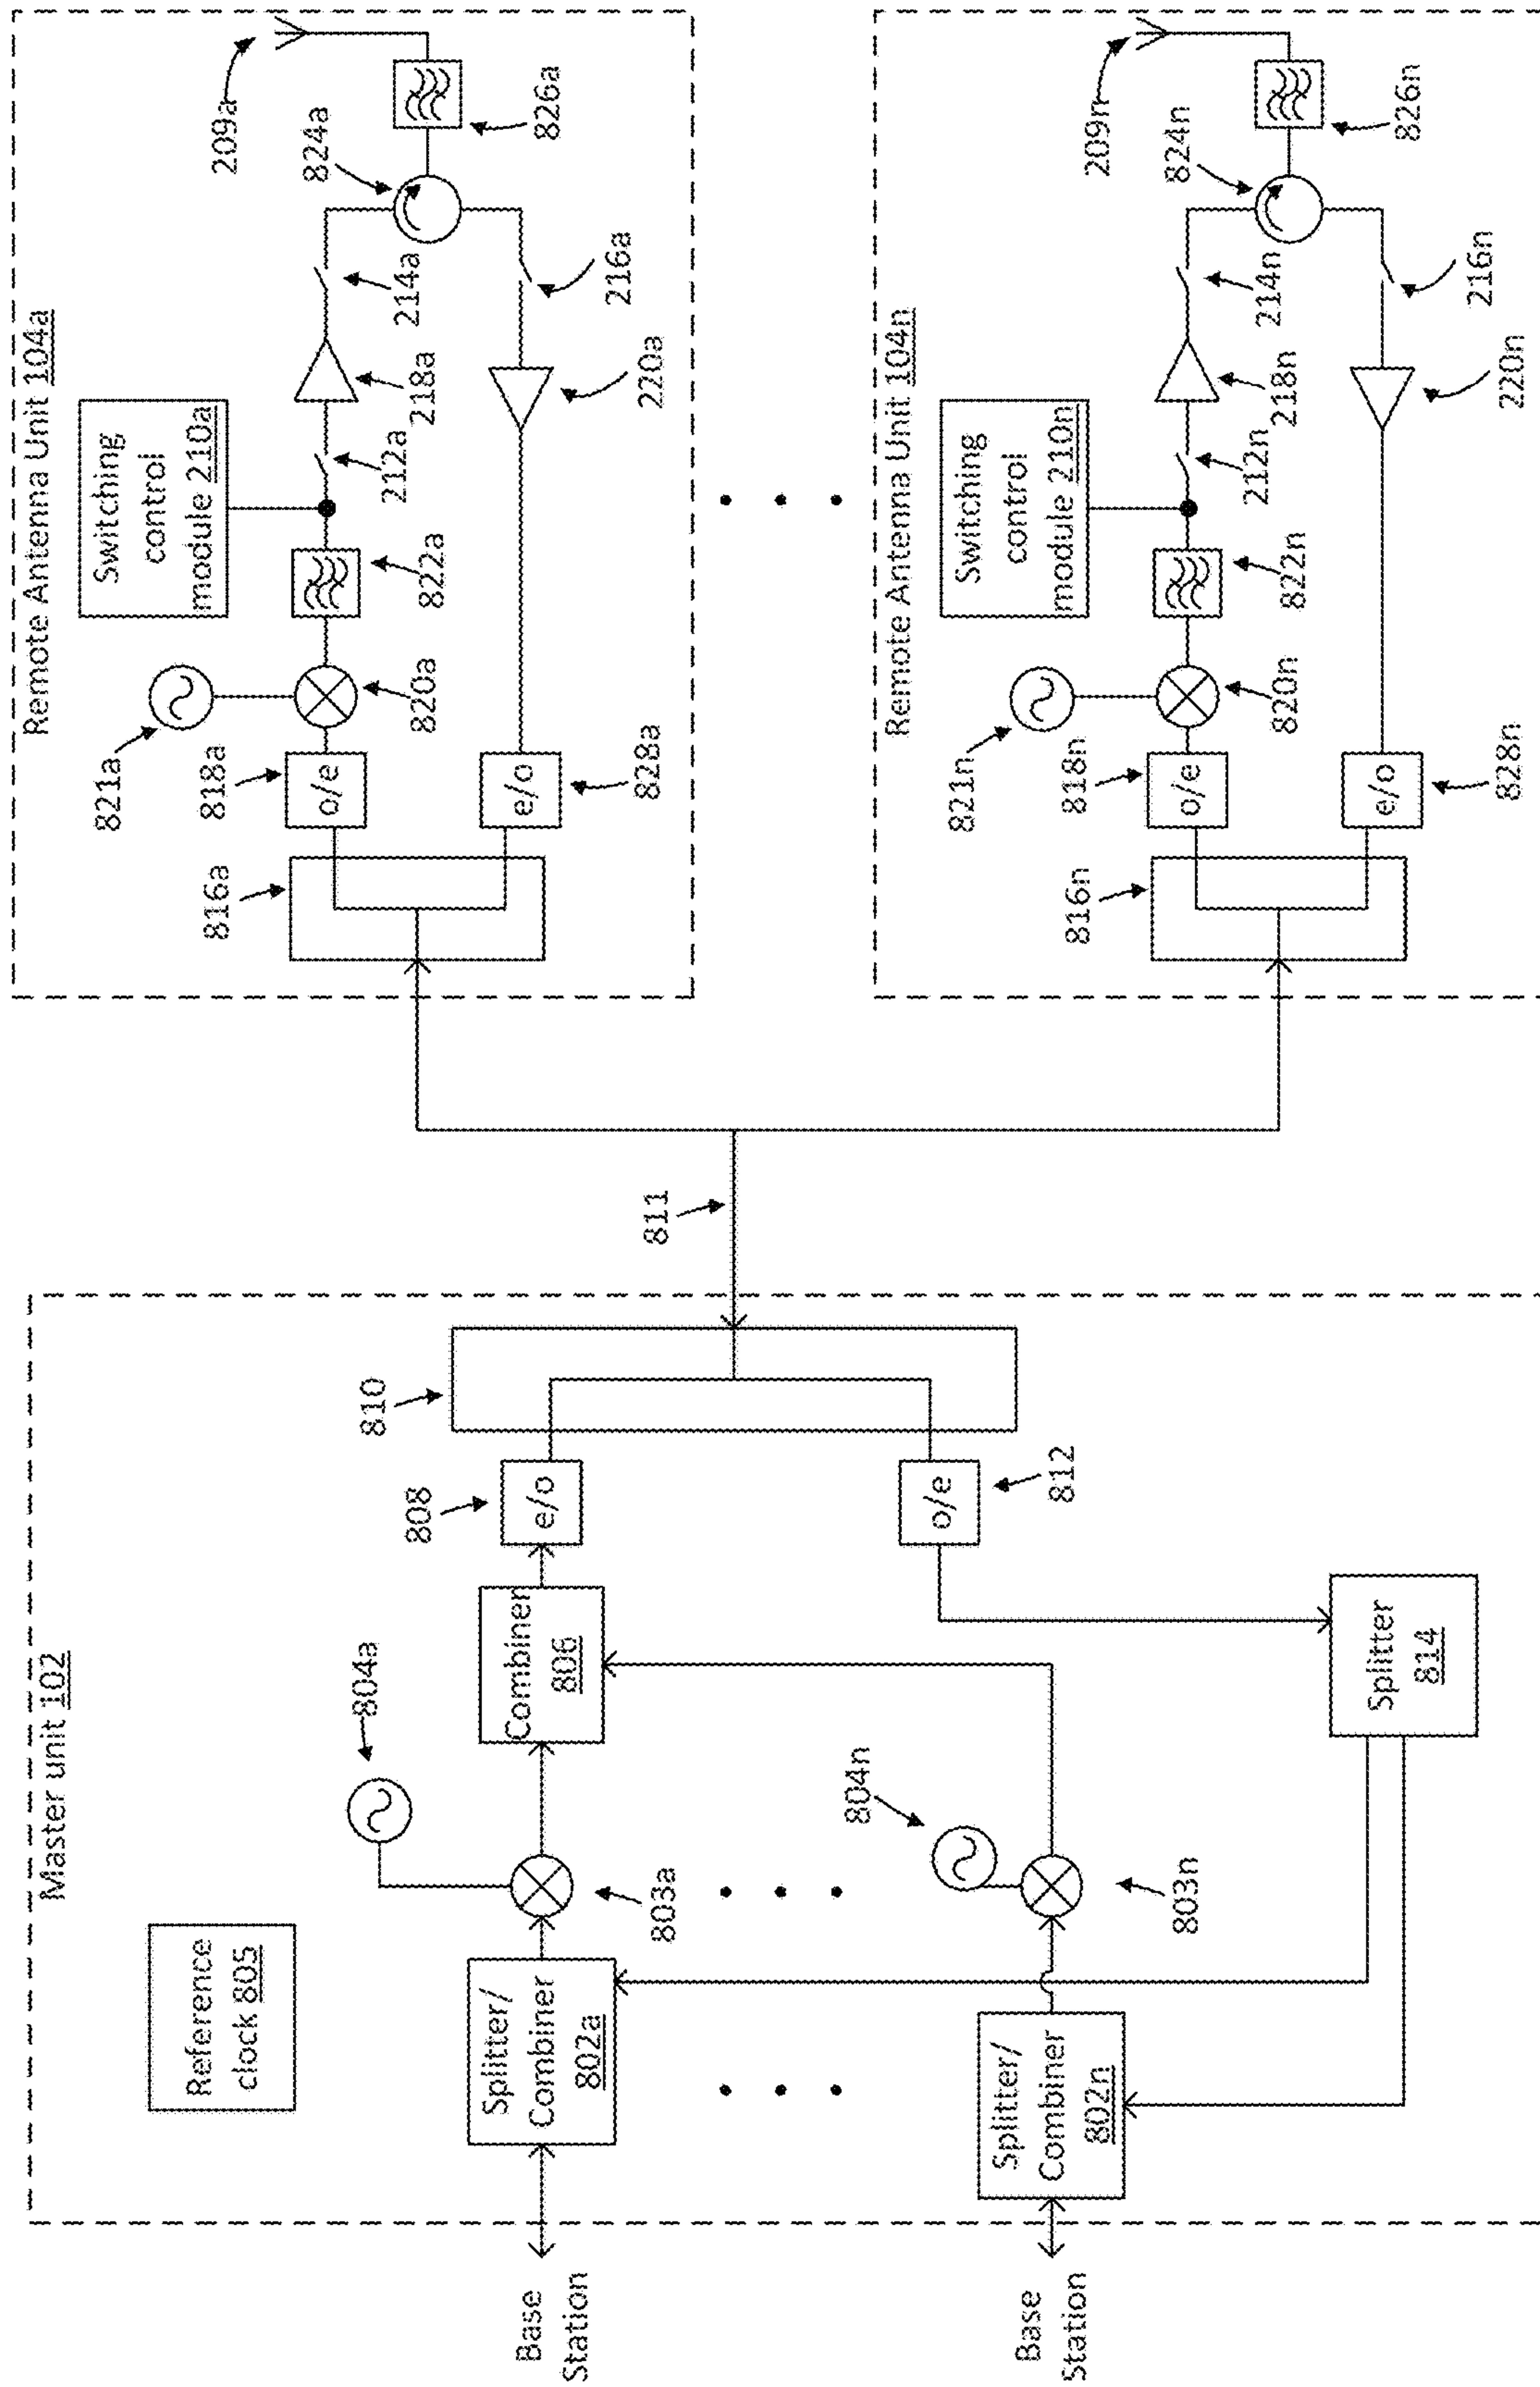 Master unit 102
Reference
clock 805
Base
Station
Splitter/
Combiner
802a
803a
804a
Combiner
806
808
e/o
810
811
Base
Station
Splitter/
Combiner
802n
803n
804n
812
o/e
Splitter
814
Remote Antenna Unit 104a
816a
818a
o/e
821a
820a
822a
Switching
control
module 210a
212a
218a
214a
824a
209a
826a
216a
220a
828a
e/o
Remote Antenna Unit 104n
816n
818n
o/e
821n
820n
822n
Switching
control
module 210n
212n
218n
214n
824n
209n
826n
216n
220n
828n
e/o